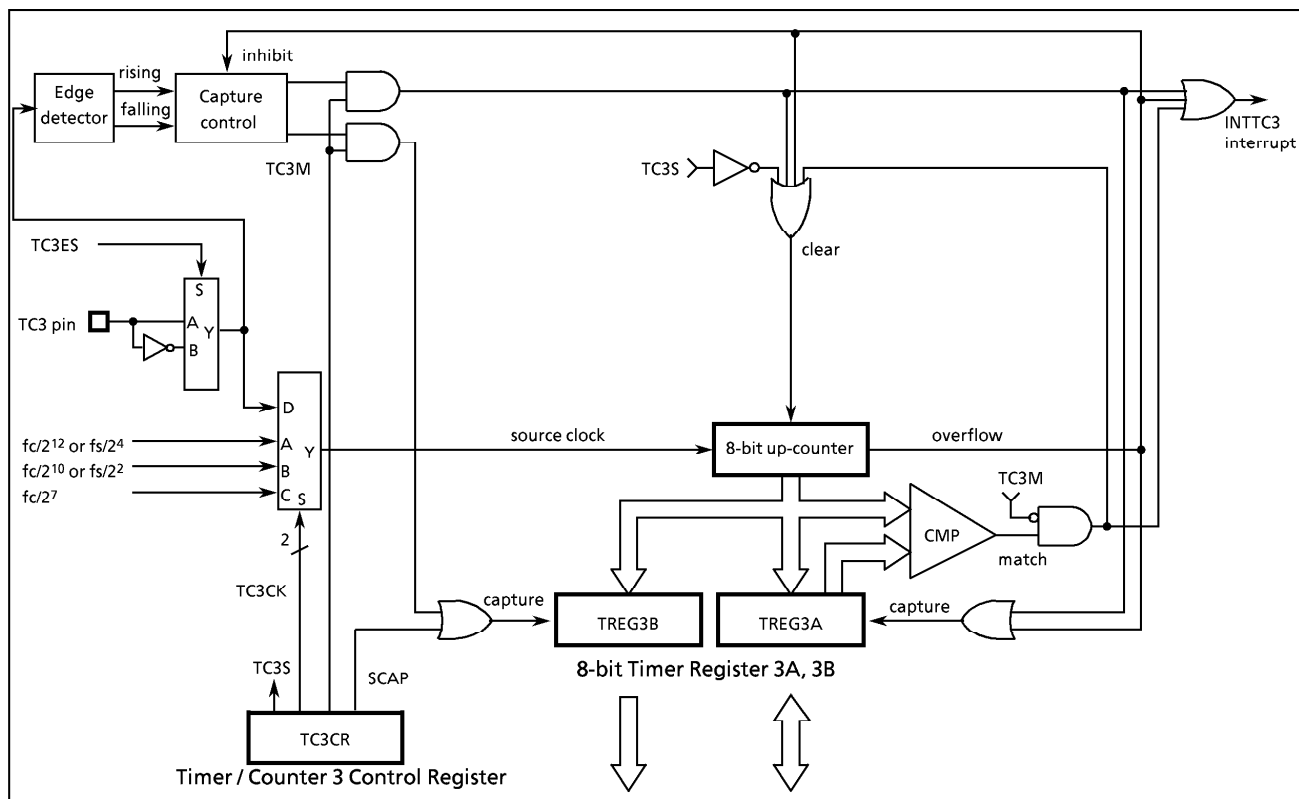 inhibit
rising
Edge
detector
falling
Capture
control
TC3M
TC3S
INTTC3
interrupt
clear
TC3ES
S
TC3 pin
A
Y
B
D
fc/2¹² or fs/2⁴
A
Y
fc/2¹⁰ or fs/2²
B
fc/2⁷
C
S
source clock
8-bit up-counter
overflow
TC3M
CMP
match
2
TC3CK
capture
TREG3B
TREG3A
capture
8-bit Timer Register 3A, 3B
TC3S
SCAP
TC3CR
Timer / Counter 3 Control Register